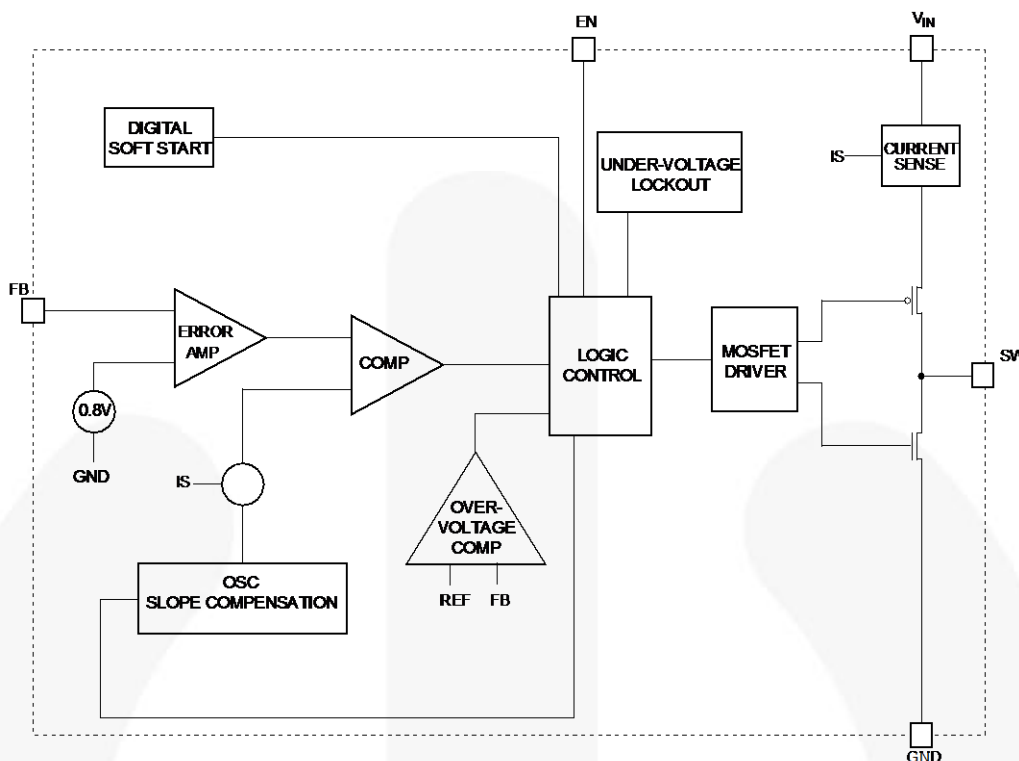 EN
VIN
DIGITAL
SOFT START
UNDER-VOLTAGE
LOCKOUT
IS
CURRENT
SENSE
FB
ERROR
AMP
COMP
LOGIC
CONTROL
MOSFET
DRIVER
SW
0.8V
GND
IS
OVER-
VOLTAGE
COMP
REF FB
OSC
SLOPE COMPENSATION
GND